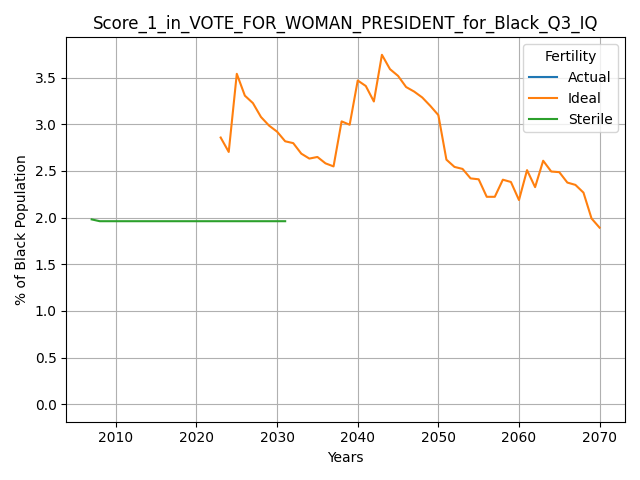 Score_1_in_VOTE_FOR_WOMAN_PRESIDENT_for_Black_Q3_IQ
Fertility
Actual
Ideal
Sterile
% of Black Population
3.5
3.0
2.5
2.0
1.5
1.0
0.5
0.0
2010 2020 2030 2040 2050 2060 2070
Years